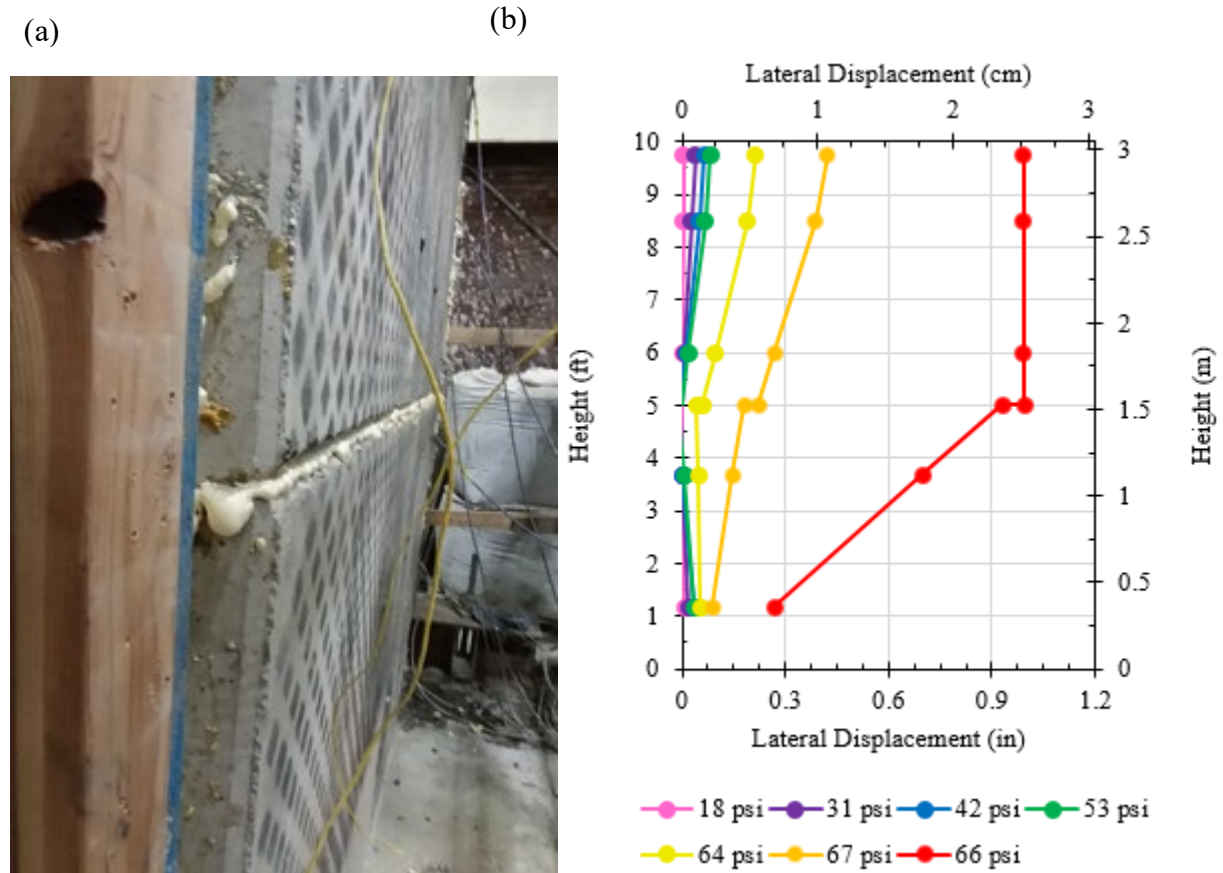 (a)
(b)
Lateral Displacement (cm)
0 1 2 3
10
9
8
7
6
5
4
3
2
1
0
Height (ft)
3
2.5
2
1.5
1
0.5
0
Height (m)
0 0.3 0.6 0.9 1.2
Lateral Displacement (in)
18 psi 31 psi 42 psi 53 psi
64 psi 67 psi 66 psi